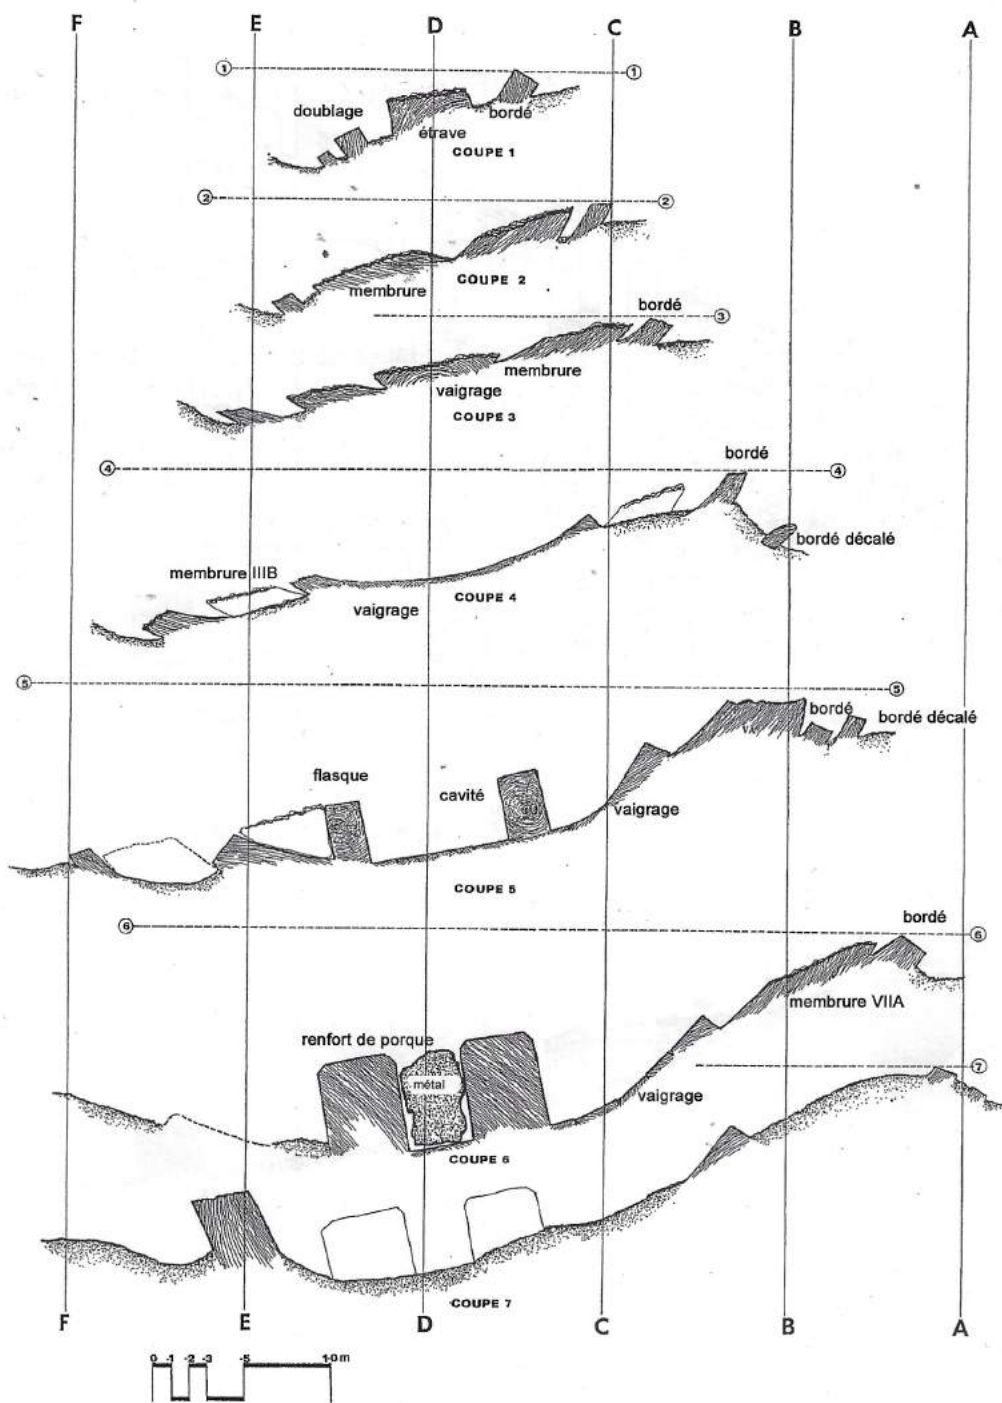 F E D C B A
① ①
doublage
bordé
étrave
COUPE 1
② ②
COUPE 2
membrure
bordé
③
membrure
vaigrage
COUPE 3
bordé
④ ④
bordé décalé
membrure IIIB
vaigrage
COUPE 4
⑤ ⑤
bordé
bordé décalé
flasque
cavité
vaigrage
COUPE 5
bordé
⑥ ⑥
membrure VIIA
renfort de porque
⑦
métal
vaigrage
COUPE 6
COUPE 7
F E D C B A
0 -1 -2 -3 -5 1·0 m